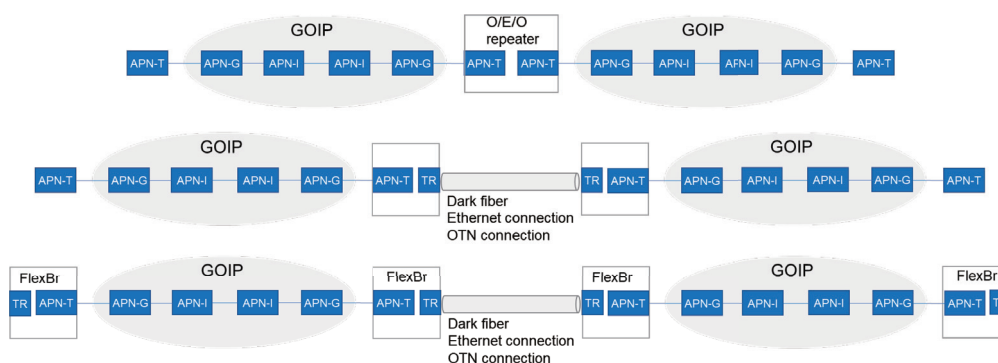 GOIP
O/E/O
repeater
GOIP
APN-T
APN-G
APN-I
APN-I
APN-G
APN-T
APN-T
APN-G
APN-I
APN-I
APN-G
APN-T
GOIP
GOIP
APN-T
APN-G
APN-I
APN-I
APN-G
APN-T
TR
TR
APN-T
APN-G
APN-I
APN-I
APN-G
APN-T
Dark fiber
Ethernet connection
OTN connection
FlexBr
GOIP
FlexBr
FlexBr
GOIP
FlexBr
TR
APN-T
APN-G
APN-I
APN-I
APN-G
APN-T
TR
TR
APN-T
APN-G
APN-I
APN-I
APN-G
APN-T
Dark fiber
Ethernet connection
OTN connection